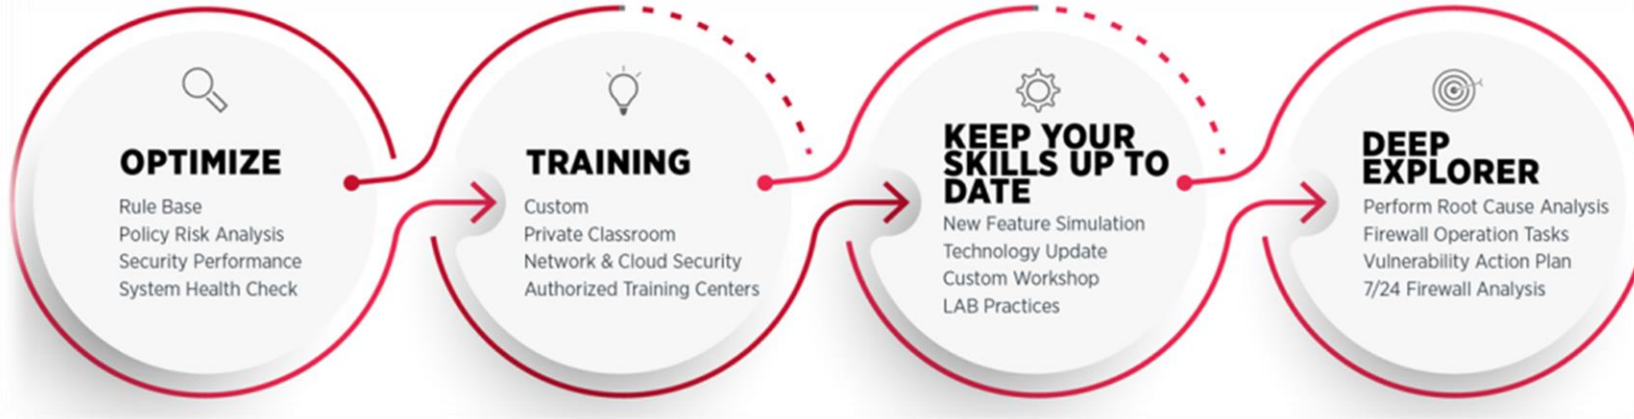 OPTIMIZE
Rule Base
Policy Risk Analysis
Security Performance
System Health Check
TRAINING
Custom
Private Classroom
Network & Cloud Security
Authorized Training Centers
KEEP YOUR
SKILLS UP TO
DATE
New Feature Simulation
Technology Update
Custom Workshop
LAB Practices
DEEP
EXPLORER
Perform Root Cause Analysis
Firewall Operation Tasks
Vulnerability Action Plan
7/24 Firewall Analysis